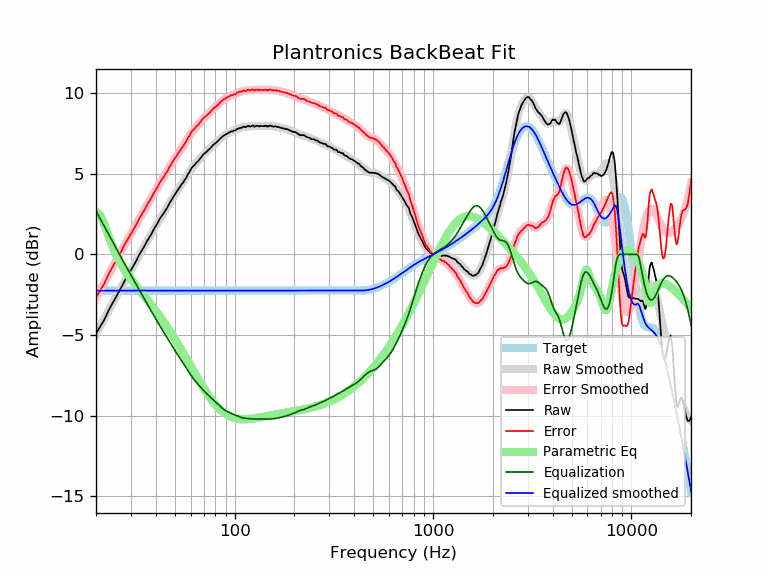 Plantronics BackBeat Fit
Amplitude (dBr)
10
5
0
−5
−10
−15
100
1000
10000
Frequency (Hz)
Target
Raw Smoothed
Error Smoothed
Raw
Error
Parametric Eq
Equalization
Equalized smoothed